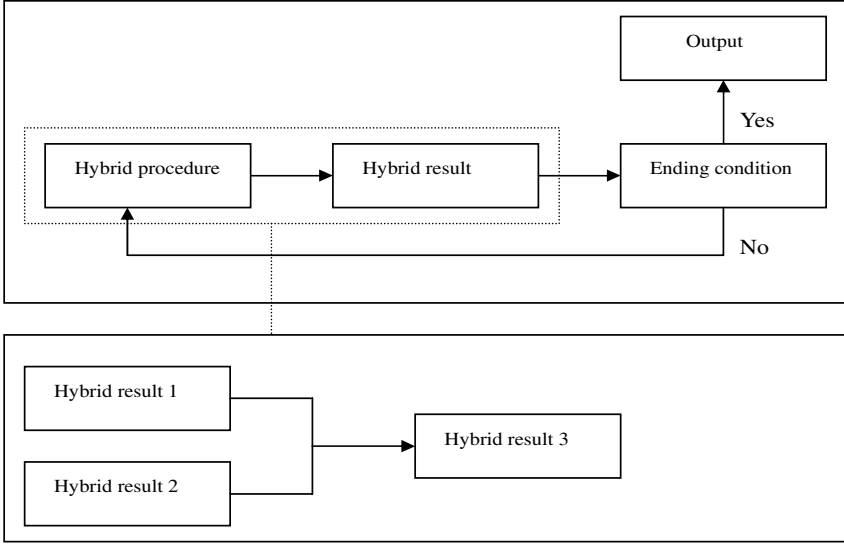 Output
Yes
Hybrid procedure
Hybrid result
Ending condition
No
Hybrid result 1
Hybrid result 3
Hybrid result 2